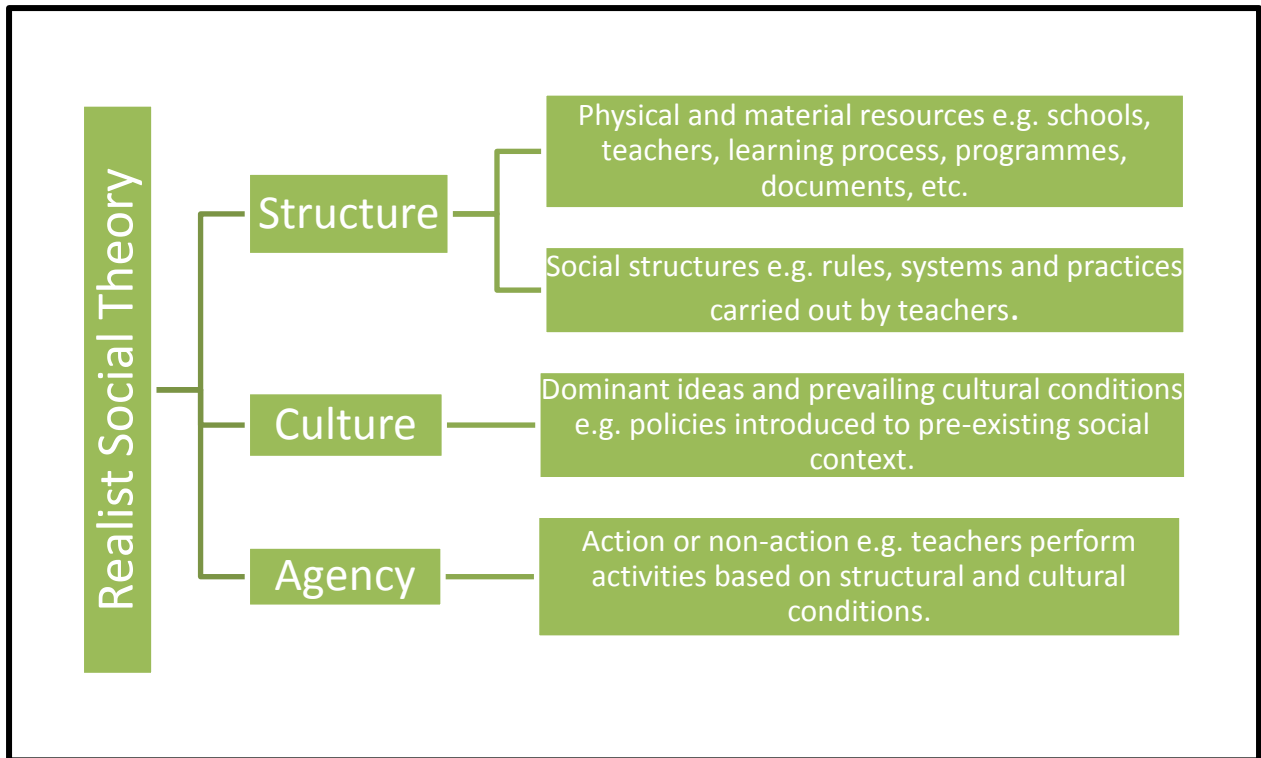 Realist Social Theory
Structure
Physical and material resources e.g. schools,
teachers, learning process, programmes,
documents, etc.
Social structures e.g. rules, systems and practices
carried out by teachers.
Culture
Dominant ideas and prevailing cultural conditions
e.g. policies introduced to pre-existing social
context.
Agency
Action or non-action e.g. teachers perform
activities based on structural and cultural
conditions.